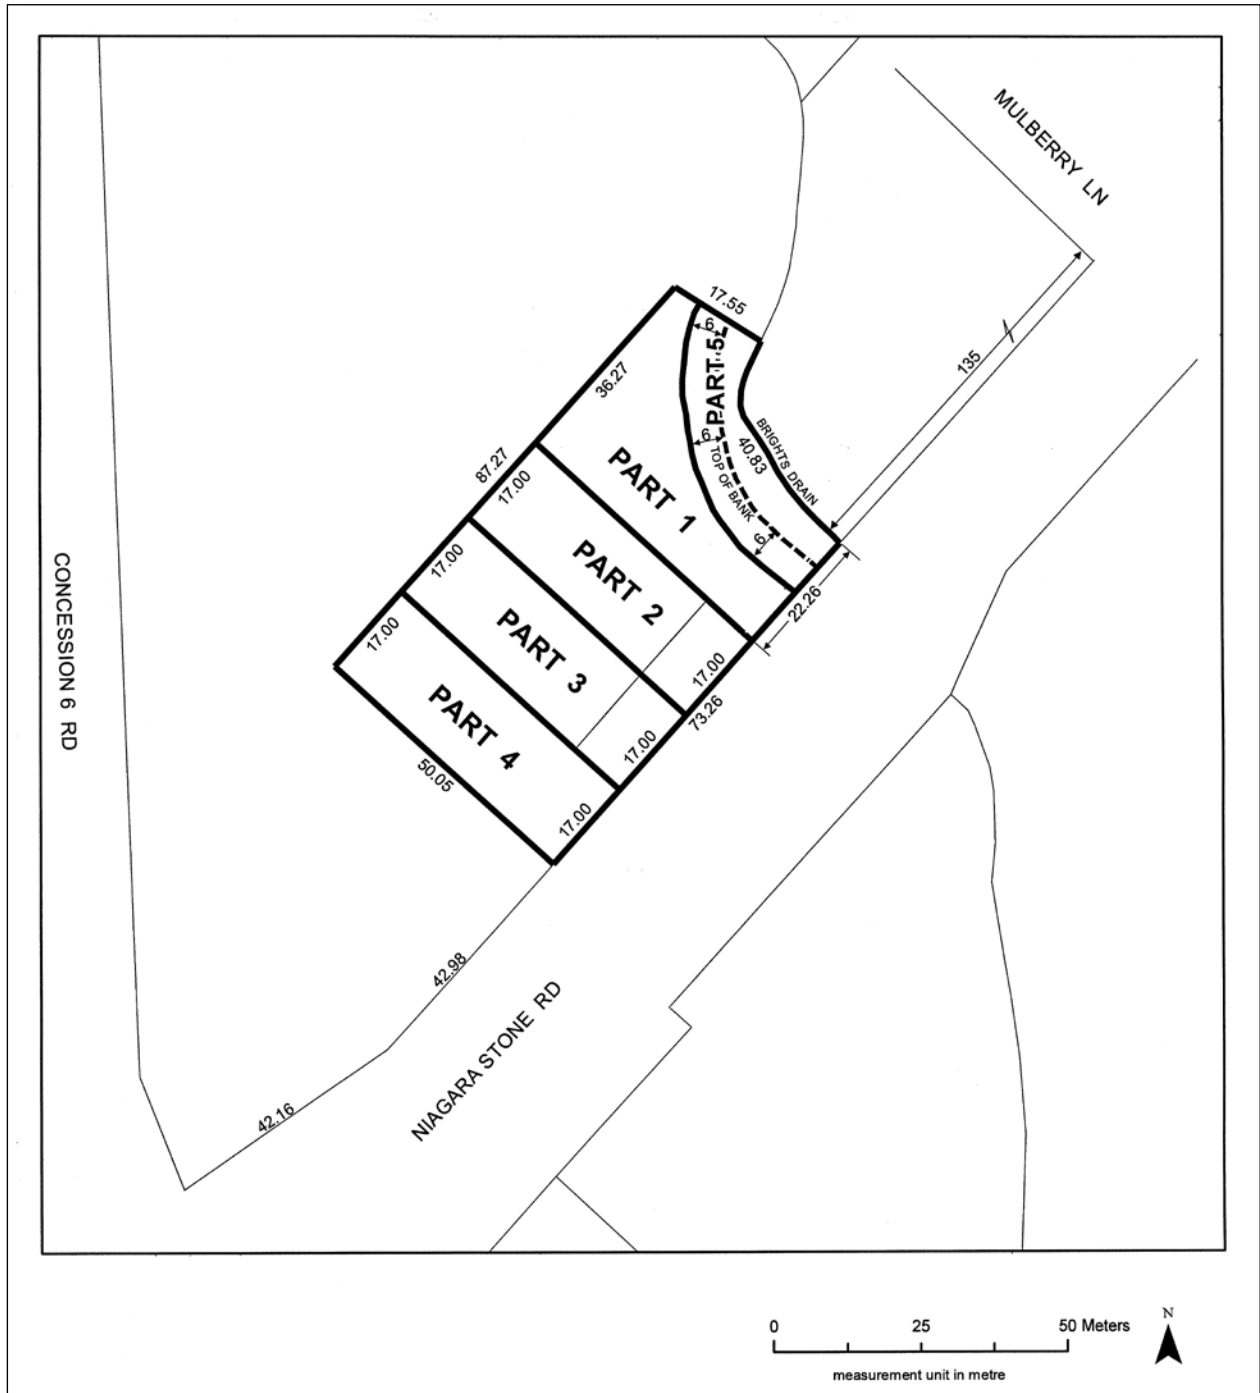 MULBERRY LN
17.55
6
PART 5
36.27
135
BRIGHTS DRAIN
40.83
6
TOP OF BANK
87.27
17.00
PART 1
6
17.00
PART 2
22.26
CONCESSION 6 RD
17.00
PART 3
17.00
73.26
PART 4
17.00
50.05
17.00
42.98
NIAGARA STONE RD
42.16
0 25 50 Meters
N
measurement unit in metre